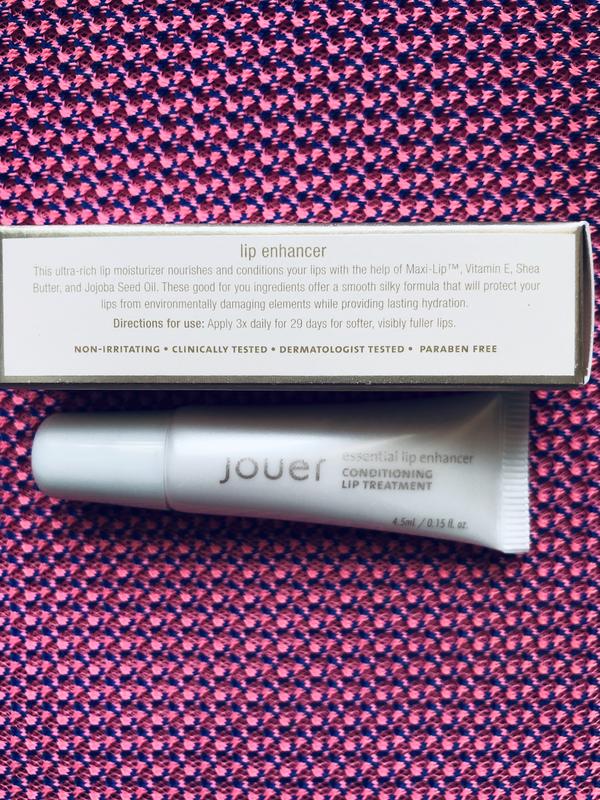 lip enhancer
This ultra-rich lip moisturizer nourishes and conditions your lips with the help of Maxi-Lip™, Vitamin E, Shea
Butter, and Jojoba Seed Oil. These good for you ingredients offer a smooth silky formula that will protect your
lips from environmentally damaging elements while providing lasting hydration.
Directions for use: Apply 3x daily for 29 days for softer, visibly fuller lips.
NON-IRRITATING • CLINICALLY TESTED • DERMATOLOGIST TESTED • PARABEN FREE
jouer
essential lip enhancer
CONDITIONING
LIP TREATMENT
4.5ml / 0.15 fl. oz.